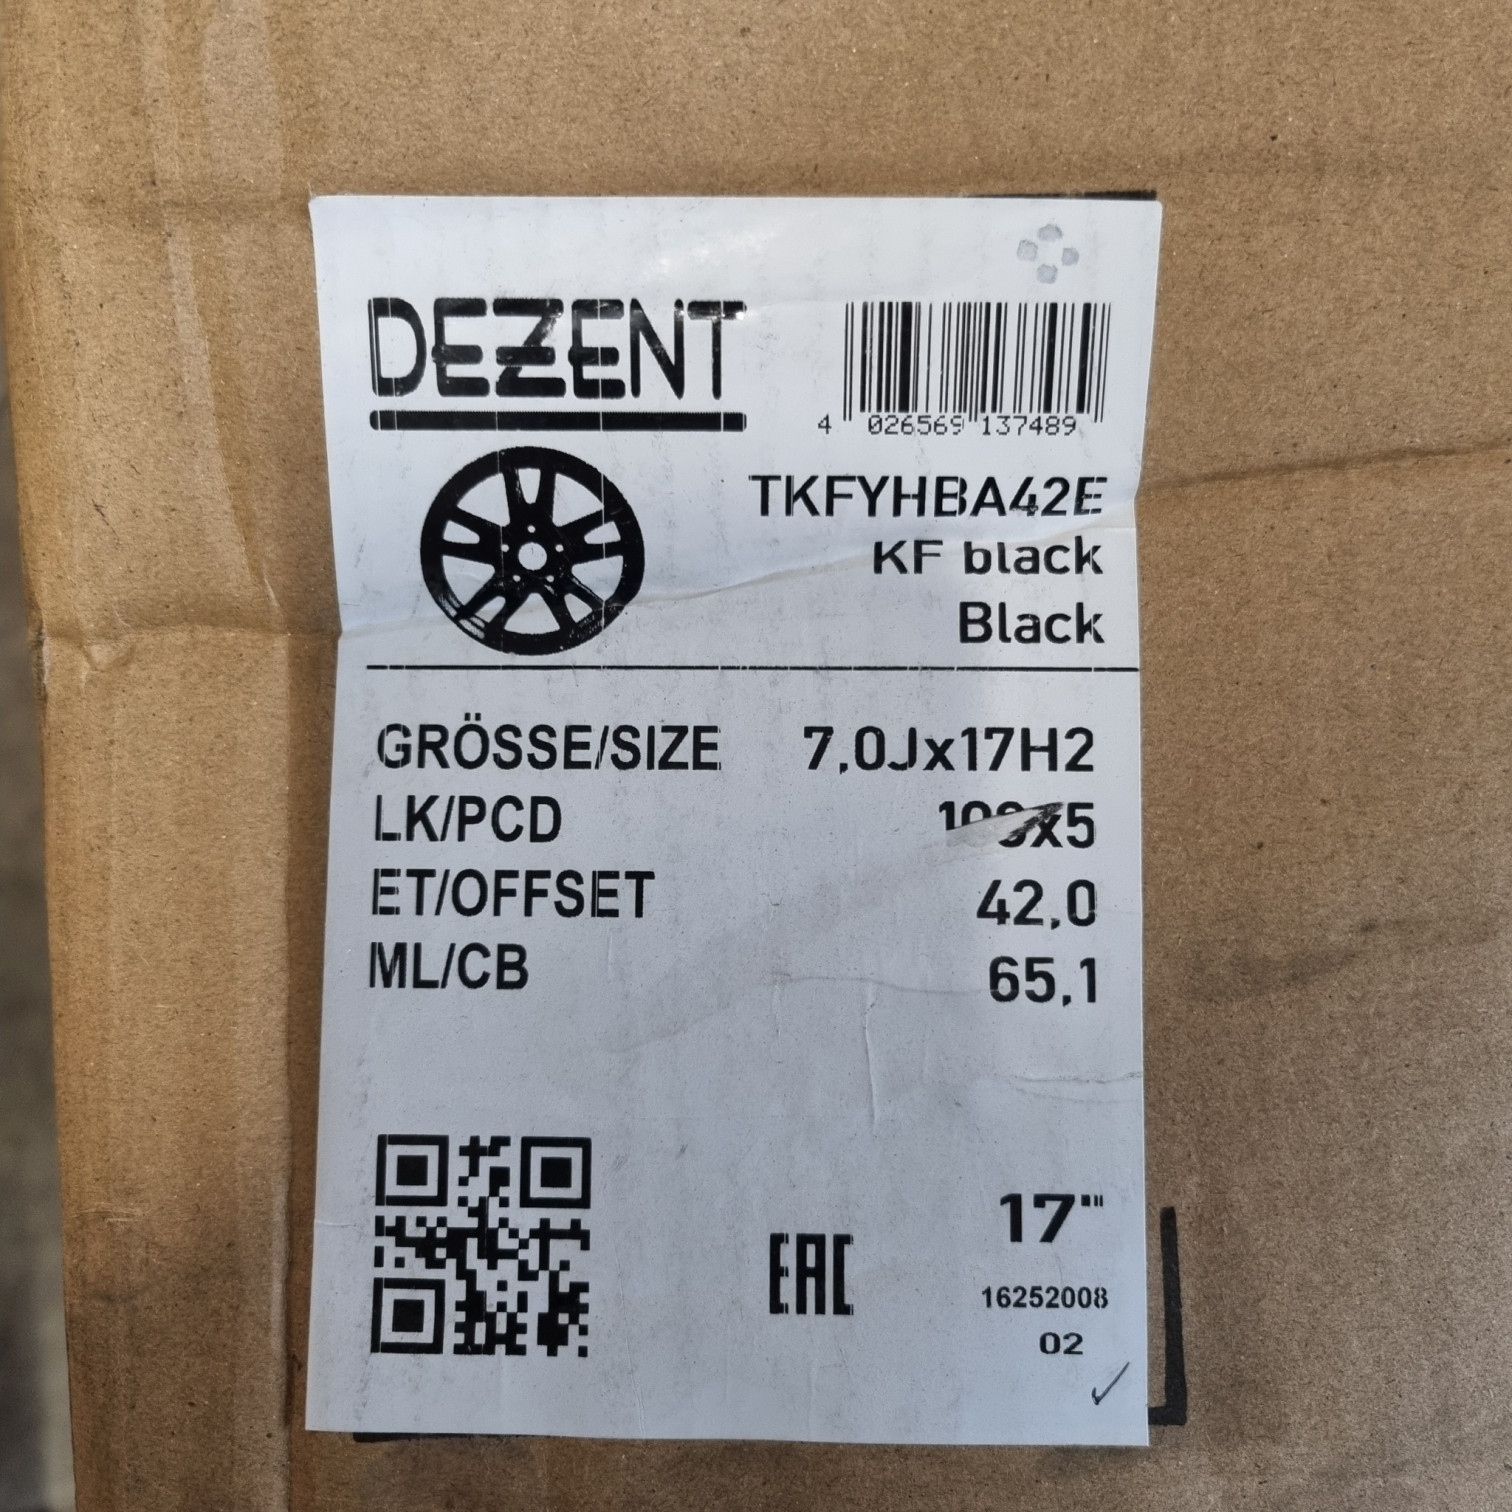 DEZENT
4 026569 137489
TKFYHBA42E
KF black
Black
GRÖSSE/SIZE 7,0Jx17H2
LK/PCD
ET/OFFSET 42,0
ML/CB 65,1
EAC
17"
16252008
02